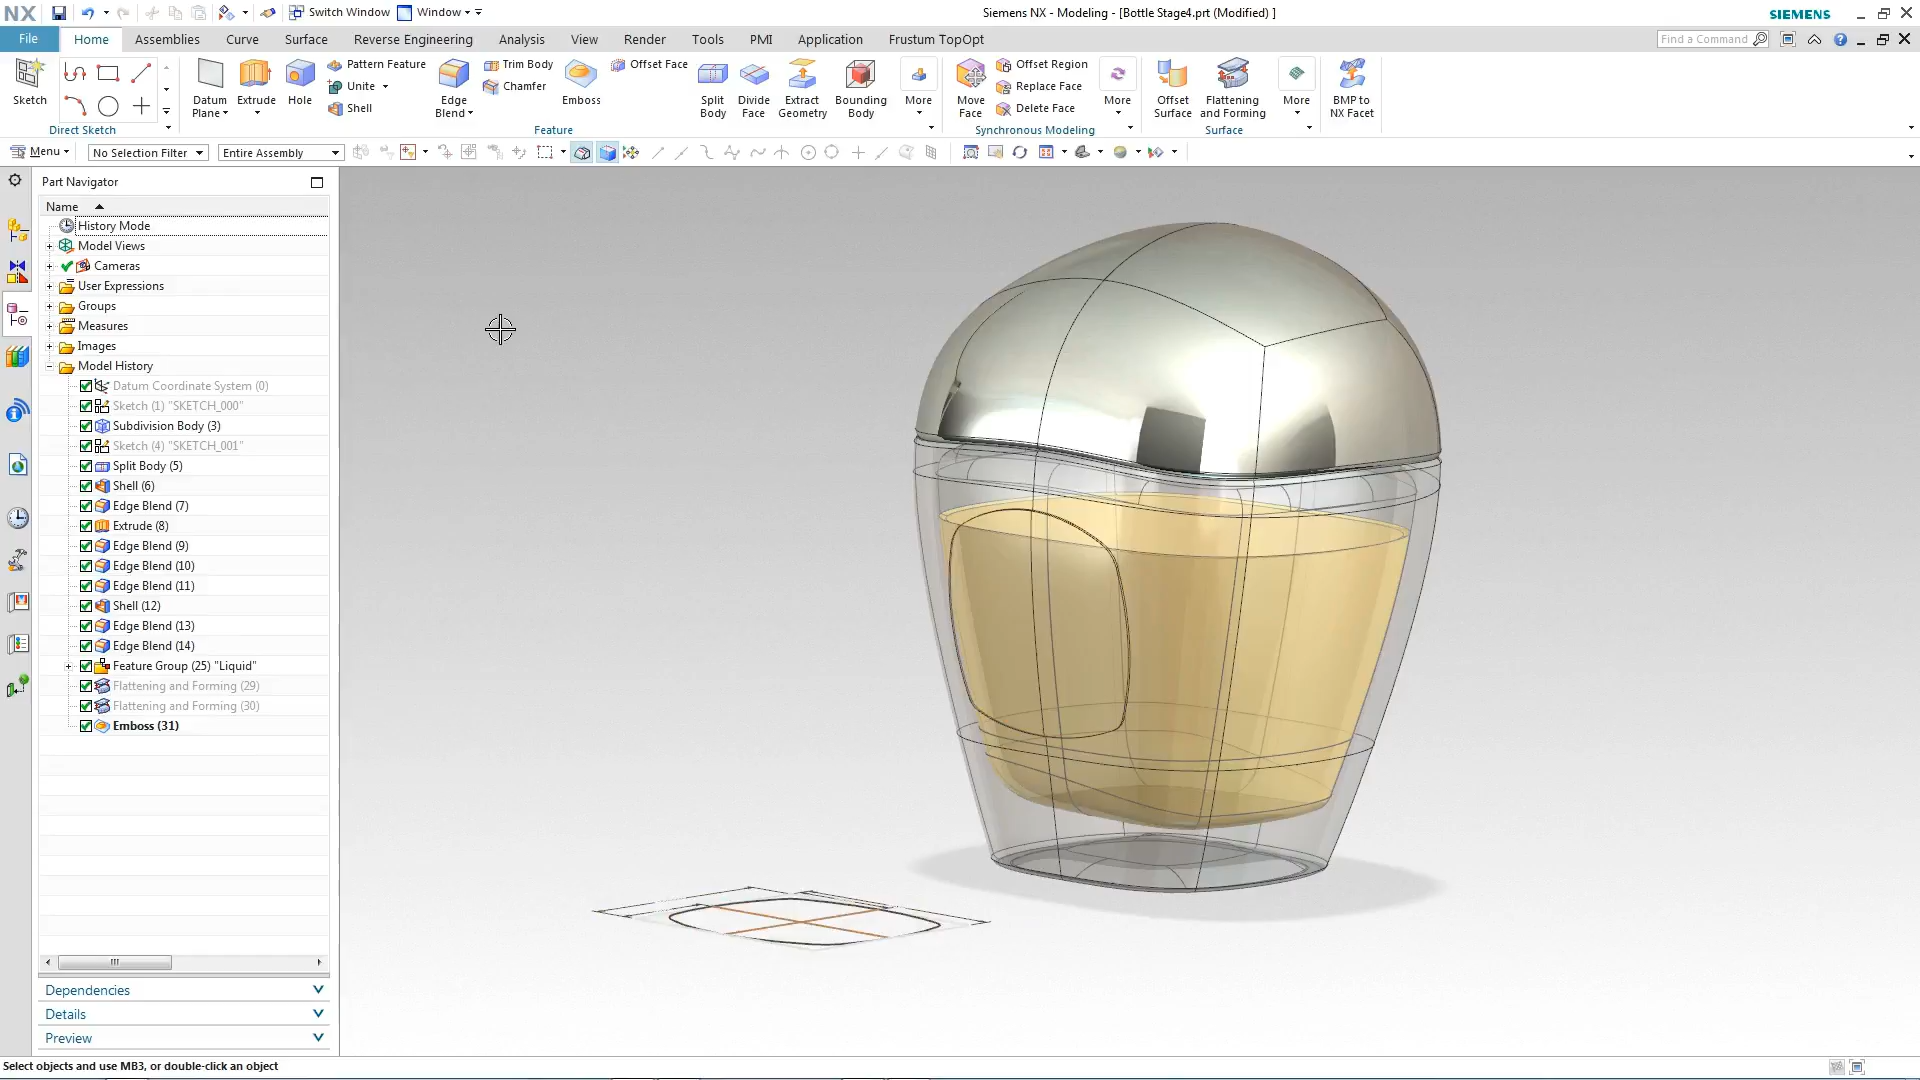 NX Switch Window Window Siemens NX - Modeling - [Bottle Stage4.prt (Modified) ] SIEMENS
File Home Assemblies Curve Surface Reverse Engineering Analysis View Render Tools PMI Application Frustum TopOpt Find a Command
Sketch
Direct Sketch
Datum Plane
Extrude
Hole
Pattern Feature
Unite
Shell
Edge Blend
Trim Body
Chamfer
Emboss
Offset Face
Split Body
Divide Face
Extract Geometry
Bounding Body
More
Feature
Move Face
Offset Region
Replace Face
Delete Face
More
Synchronous Modeling
Offset Surface
Flattening and Forming
More
Surface
BMP to NX Facet
Menu No Selection Filter Entire Assembly
Part Navigator
Name
History Mode
Model Views
Cameras
User Expressions
Groups
Measures
Images
Model History
Datum Coordinate System (0)
Sketch (1) "SKETCH_000"
Subdivision Body (3)
Sketch (4) "SKETCH_001"
Split Body (5)
Shell (6)
Edge Blend (7)
Extrude (8)
Edge Blend (9)
Edge Blend (10)
Edge Blend (11)
Shell (12)
Edge Blend (13)
Edge Blend (14)
Feature Group (25) "Liquid"
Flattening and Forming (29)
Flattening and Forming (30)
Emboss (31)
Dependencies
Details
Preview
Select objects and use MB3, or double-click an object